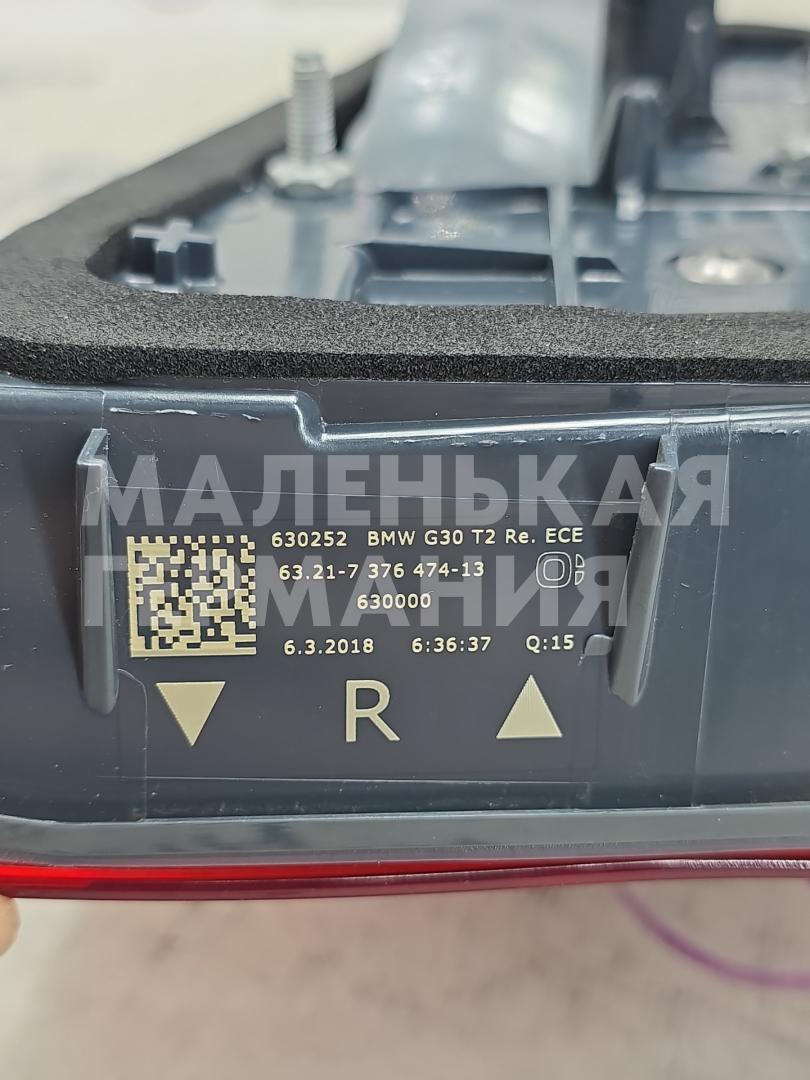 МАЛЕНЬКАЯ
ГЕРМАНИЯ
630252 BMW G30 T2 Re. ECE
63.21-7 376 474-13
630000
6.3.2018 6:36:37 Q:15
R